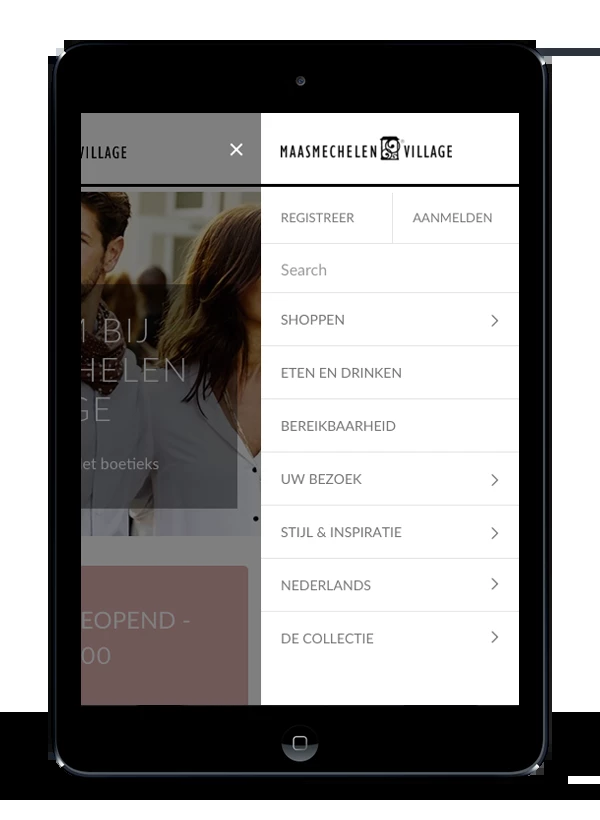 VILLAGE
MAASMECHELEN VILLAGE
REGISTREER AANMELDEN
Search
SHOPPEN
ETEN EN DRINKEN
BEREIKBAARHEID
UW BEZOEK
STIJL & INSPIRATIE
NEDERLANDS
DE COLLECTIE
BIJ
HELEN
GE
et boetieks
EOPEND -
00